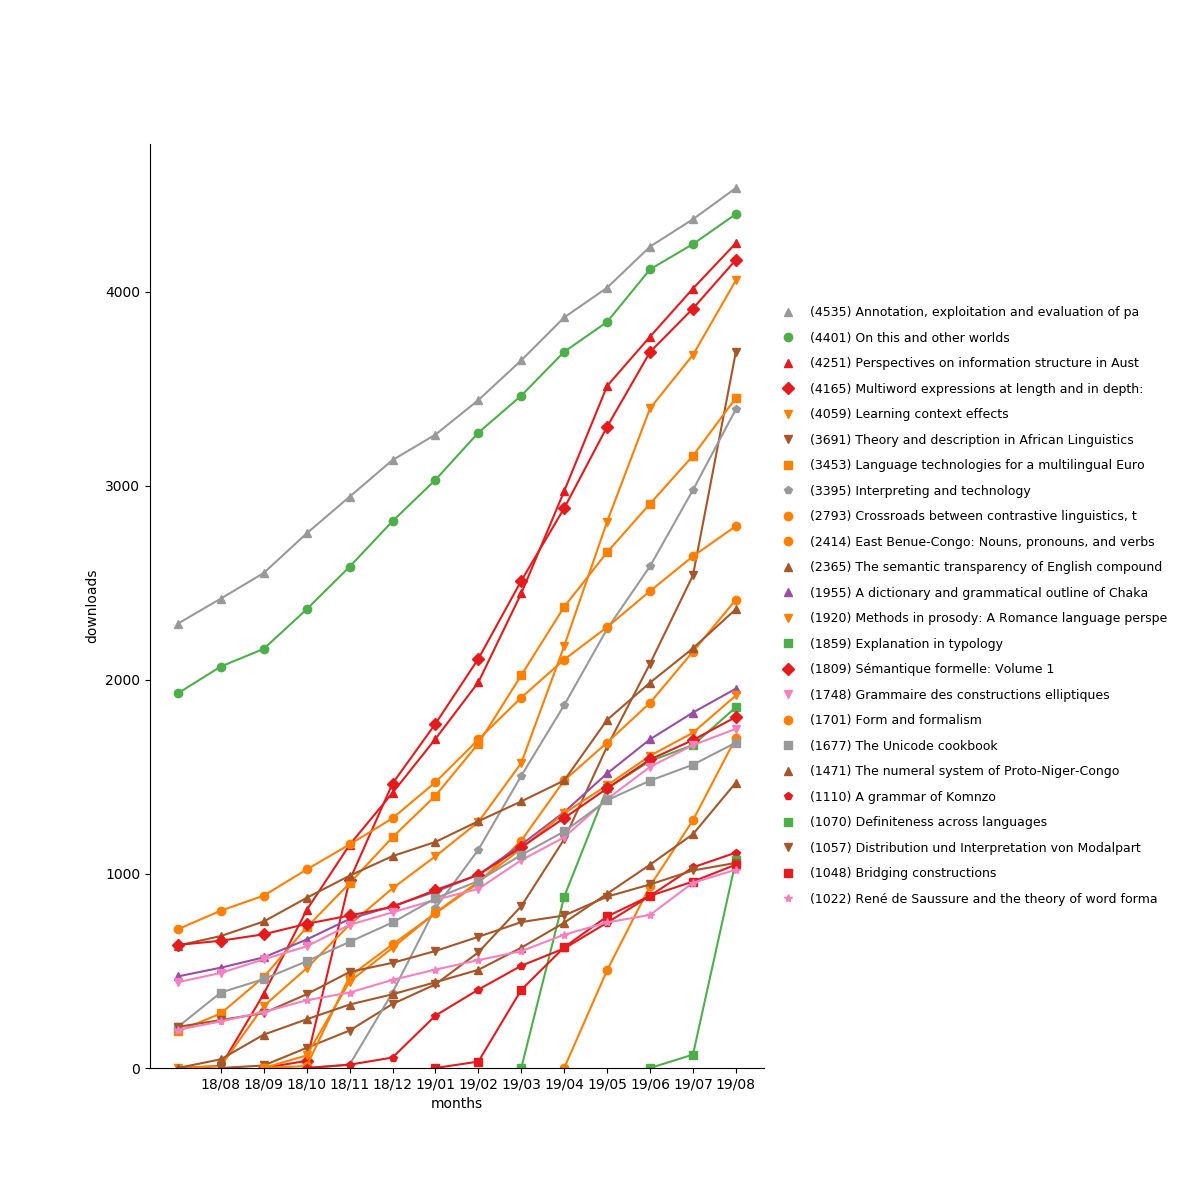 4000
3000
2000
1000
0
downloads
18/08 18/09 18/10 18/11 18/12 19/01 19/02 19/03 19/04 19/05 19/06 19/07 19/08
months
(4535) Annotation, exploitation and evaluation of pa
(4401) On this and other worlds
(4251) Perspectives on information structure in Aust
(4165) Multiword expressions at length and in depth:
(4059) Learning context effects
(3691) Theory and description in African Linguistics
(3453) Language technologies for a multilingual Euro
(3395) Interpreting and technology
(2793) Crossroads between contrastive linguistics, t
(2414) East Benue-Congo: Nouns, pronouns, and verbs
(2365) The semantic transparency of English compound
(1955) A dictionary and grammatical outline of Chaka
(1920) Methods in prosody: A Romance language perspe
(1859) Explanation in typology
(1809) Sémantique formelle: Volume 1
(1748) Grammaire des constructions elliptiques
(1701) Form and formalism
(1677) The Unicode cookbook
(1471) The numeral system of Proto-Niger-Congo
(1110) A grammar of Komnzo
(1070) Definiteness across languages
(1057) Distribution und Interpretation von Modalpart
(1048) Bridging constructions
(1022) René de Saussure and the theory of word forma